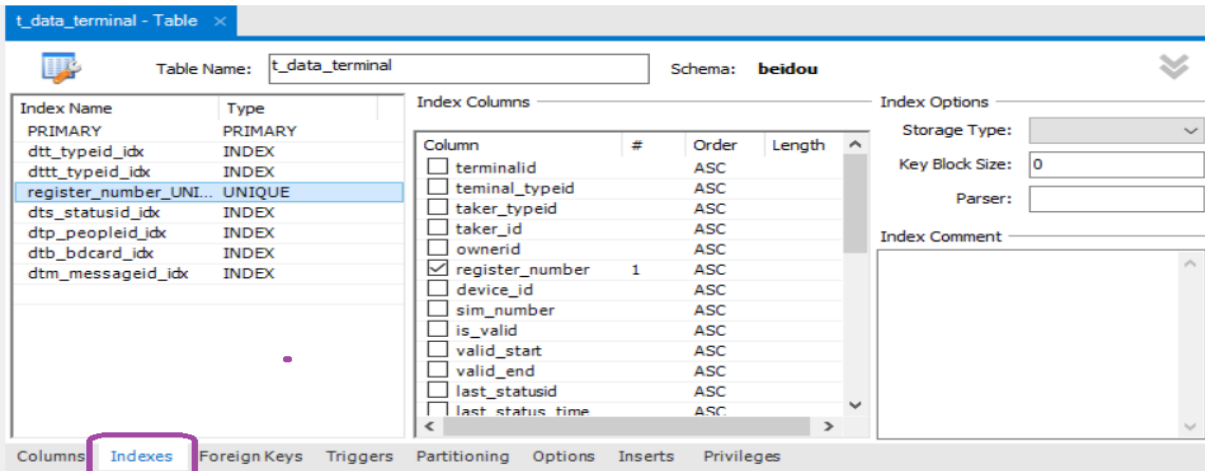 t_data_terminal - Table ×
Table Name: t_data_terminal Schema: beidou
Index Name Type
PRIMARY PRIMARY
dtt_typeid_idx INDEX
dttt_typeid_idx INDEX
register_number_UNI... UNIQUE
dts_statusid_idx INDEX
dtp_peopleid_idx INDEX
dtb_bdcard_idx INDEX
dtm_messageid_idx INDEX
Index Columns
Column # Order Length
terminalid ASC
teminal_typeid ASC
taker_typeid ASC
taker_id ASC
ownerid ASC
register_number 1 ASC
device_id ASC
sim_number ASC
is_valid ASC
valid_start ASC
valid_end ASC
last_statusid ASC
last_status_time ASC
Index Options
Storage Type:
Key Block Size: 0
Parser:
Index Comment
Columns Indexes Foreign Keys Triggers Partitioning Options Inserts Privileges